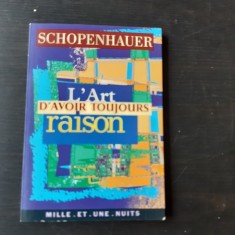 SCHOPENHAUER
L'Art
D'AVOIR TOUJOURS
raison
MILLE.ET.UNE.NUITS